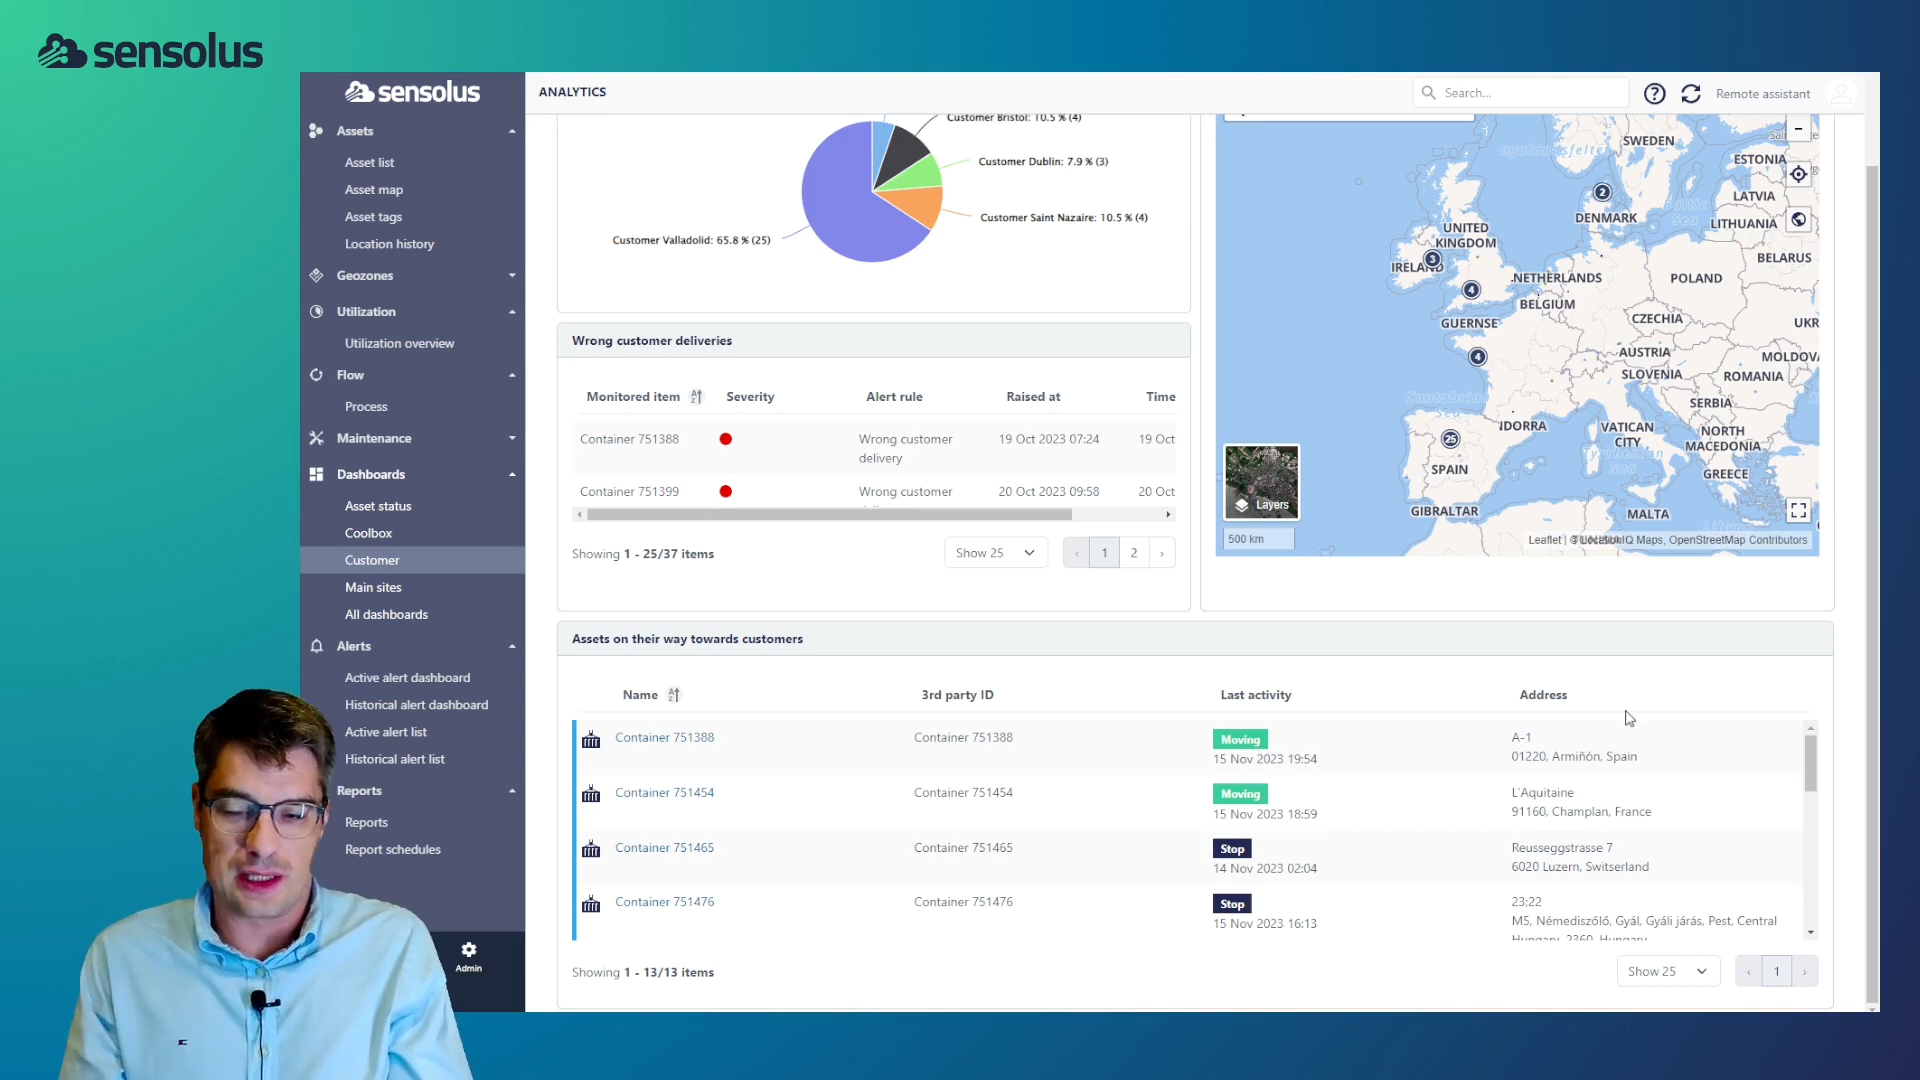 sensolus
sensolus
Assets
Asset list
Asset map
Asset tags
Location history
Geozones
Utilization
Utilization overview
Flow
Process
Maintenance
Dashboards
Asset status
Coolbox
Customer
Main sites
All dashboards
Alerts
Active alert dashboard
Historical alert dashboard
Active alert list
Historical alert list
Reports
Reports
Report schedules
Admin
ANALYTICS
Search...
Remote assistant
Customer Bristol: 10.5 % (4)
Customer Dublin: 7.9 % (3)
Customer Saint Nazaire: 10.5 % (4)
Customer Valladolid: 65.8 % (25)
SWEDEN
ESTONIA
LATVIA
LITHUANIA
2
DENMARK
UNITED
KINGDOM
3
IRELAND
BELARUS
NETHERLANDS
POLAND
4
BELGIUM
CZECHIA
GUERNSE
UKR
4
AUSTRIA
MOLDOVA
SLOVENIA
ROMANIA
SERBIA
NDORRA
VATICAN
CITY
NORTH
MACEDONIA
25
SPAIN
GREECE
GIBRALTAR
MALTA
Layers
500 km
Leaflet | © LocationIQ Maps, OpenStreetMap Contributors
Wrong customer deliveries
Monitored item Severity Alert rule Raised at Time
Container 751388 Wrong customer delivery 19 Oct 2023 07:24 19 Oct
Container 751399 Wrong customer 20 Oct 2023 09:58 20 Oct
Showing 1 - 25/37 items Show 25 ‹ 1 2 ›
Assets on their way towards customers
Name 3rd party ID Last activity Address
Container 751388 Container 751388 Moving A-1
15 Nov 2023 19:54 01220, Armiñón, Spain
Container 751454 Container 751454 Moving L'Aquitaine
15 Nov 2023 18:59 91160, Champlan, France
Container 751465 Container 751465 Stop Reusseggstrasse 7
14 Nov 2023 02:04 6020 Luzern, Switserland
Container 751476 Container 751476 Stop 23;22
15 Nov 2023 16:13 M5, Némediszőlő, Gyál, Gyáli járás, Pest, Central
Hungary, 2360, Hungary
Showing 1 - 13/13 items Show 25 ‹ 1 ›